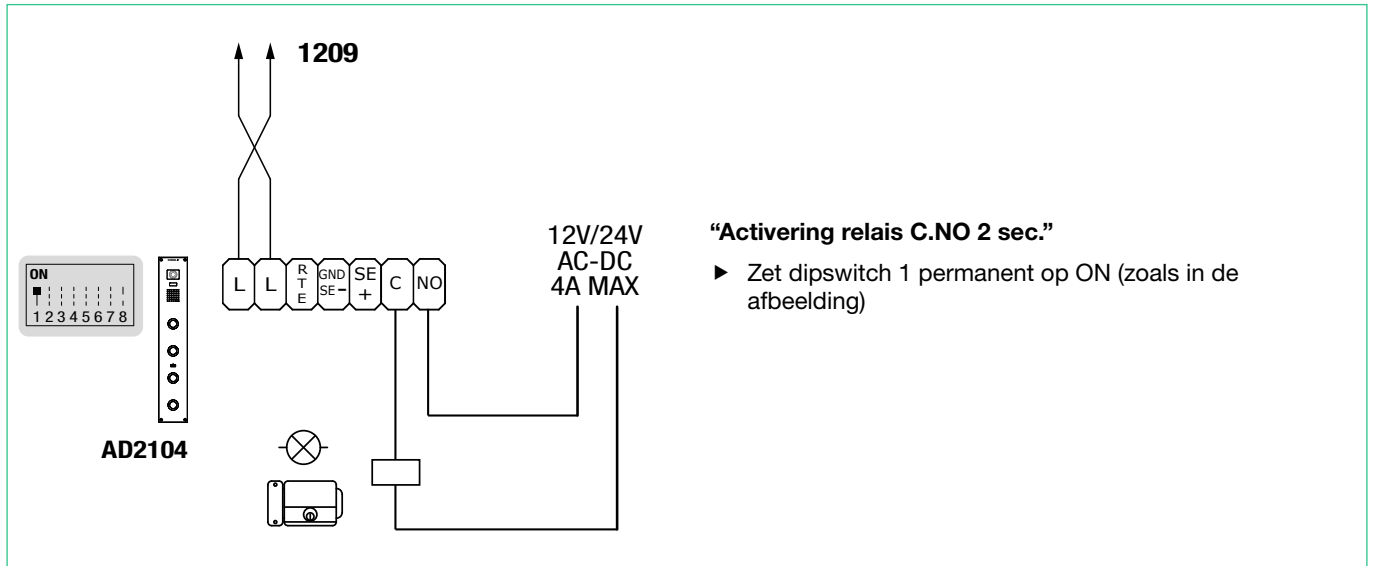 1209
12V/24V
AC-DC
4A MAX
L L RTE GND SE- SE + C NO
ON
1 2 3 4 5 6 7 8
AD2104
“Activering relais C.NO 2 sec.”
► Zet dipswitch 1 permanent op ON (zoals in de
afbeelding)